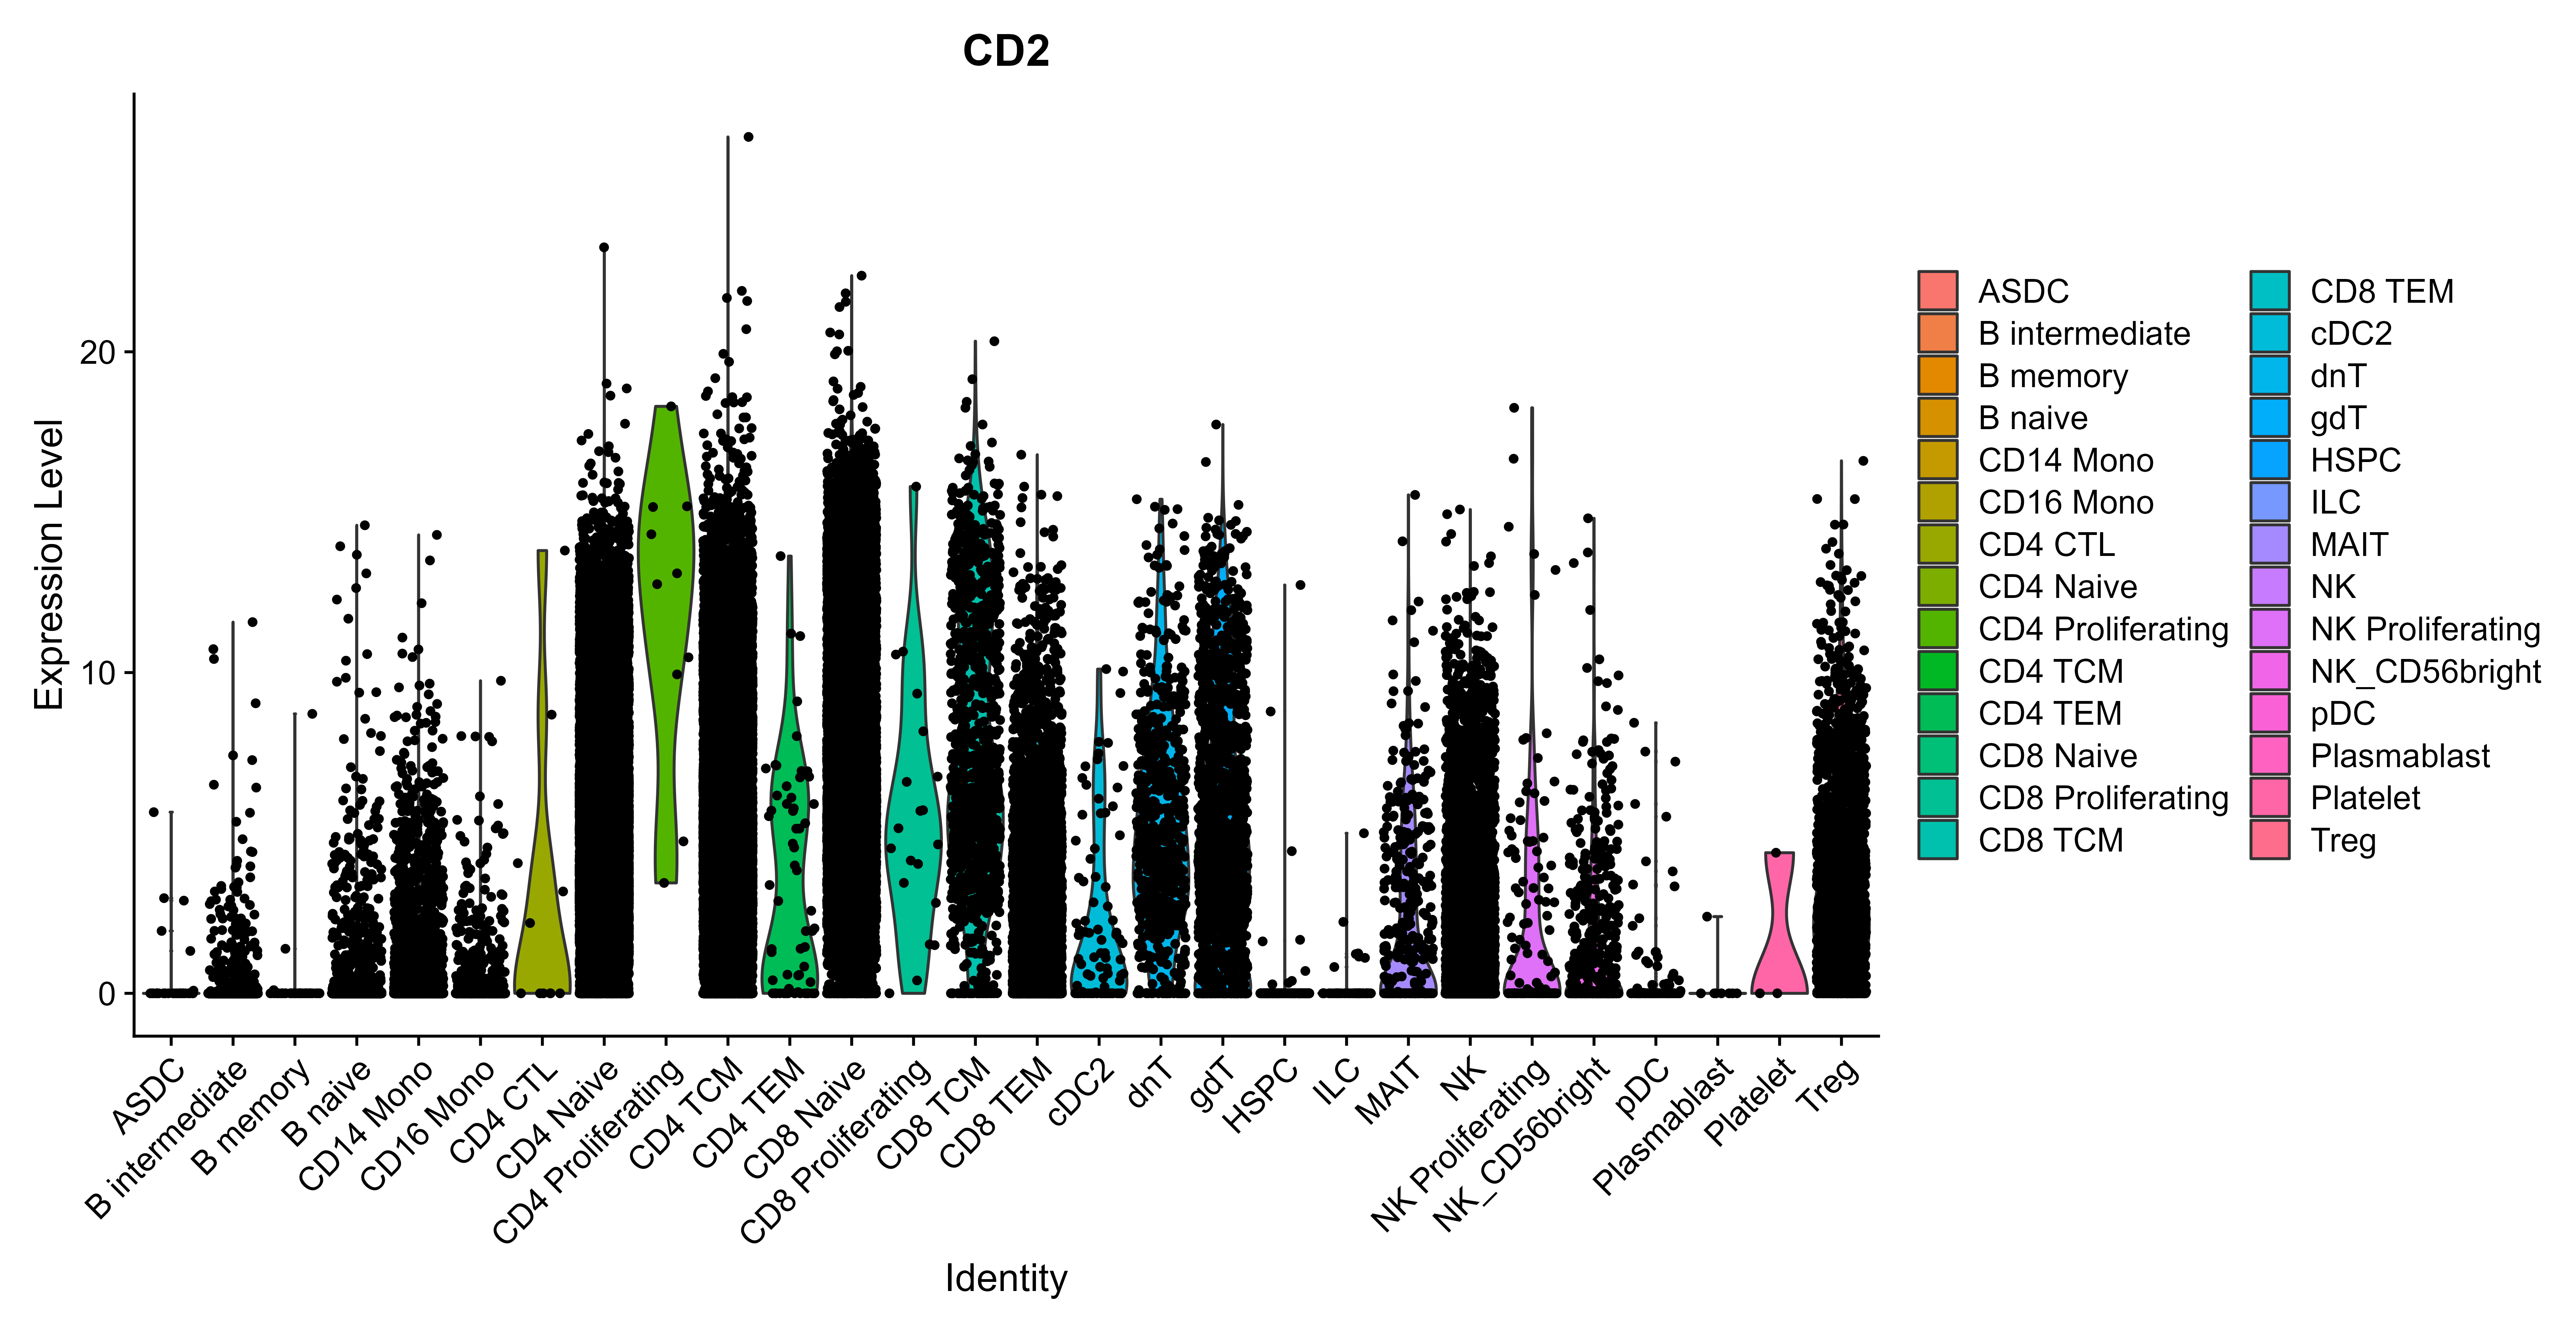 CD2
Expression Level
20
10
0
ASDC
B intermediate
B memory
B naive
CD14 Mono
CD16 Mono
CD4 CTL
CD4 Naive
CD4 Proliferating
CD4 TCM
CD4 TEM
CD8 Naive
CD8 Proliferating
CD8 TCM
CD8 TEM
cDC2
dnT
gdT
HSPC
ILC
MAIT
NK
NK Proliferating
NK_CD56bright
pDC
Plasmablast
Platelet
Treg
Identity
ASDC
B intermediate
B memory
B naive
CD14 Mono
CD16 Mono
CD4 CTL
CD4 Naive
CD4 Proliferating
CD4 TCM
CD4 TEM
CD8 Naive
CD8 Proliferating
CD8 TCM
CD8 TEM
cDC2
dnT
gdT
HSPC
ILC
MAIT
NK
NK Proliferating
NK_CD56bright
pDC
Plasmablast
Platelet
Treg